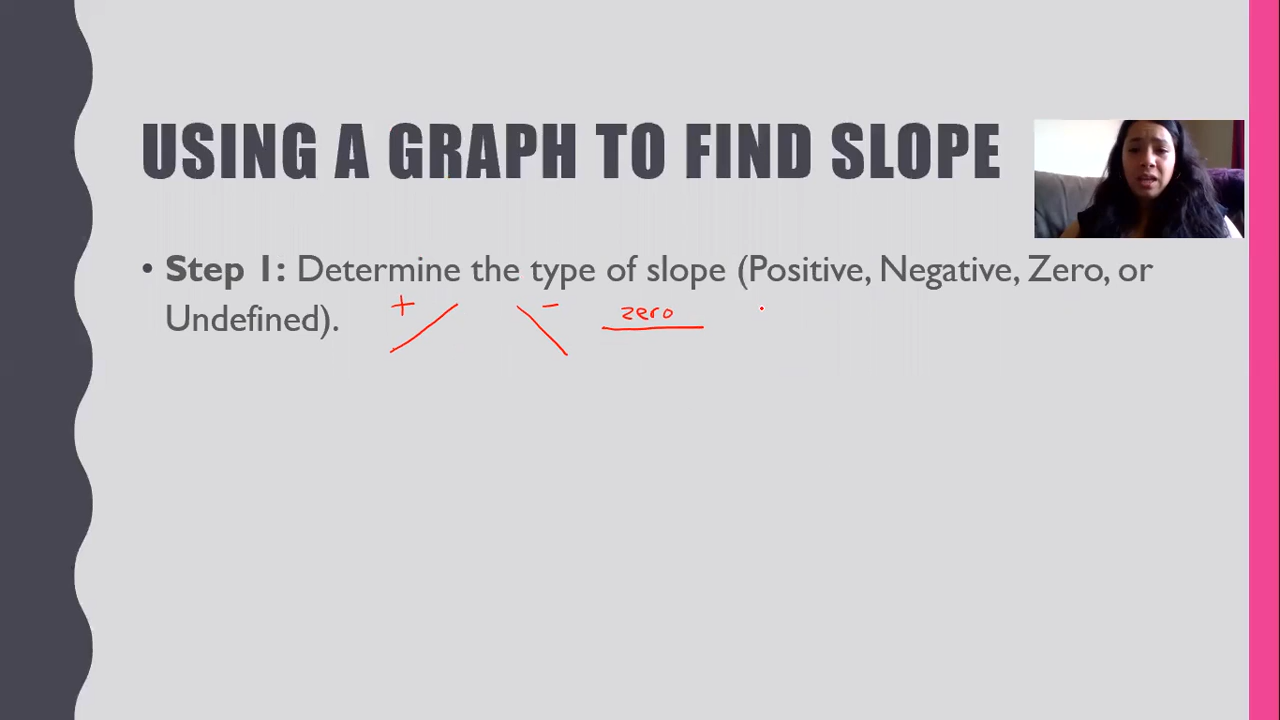 USING A GRAPH TO FIND SLOPE
• Step 1: Determine the type of slope (Positive, Negative, Zero, or
Undefined).
+ − zero